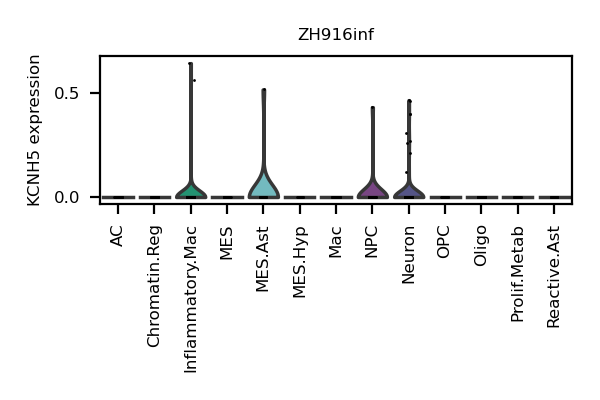 ZH916inf
KCNH5 expression
0.5
0.0
AC
Chromatin.Reg
Inflammatory.Mac
MES
MES.Ast
MES.Hyp
Mac
NPC
Neuron
OPC
Oligo
Prolif.Metab
Reactive.Ast